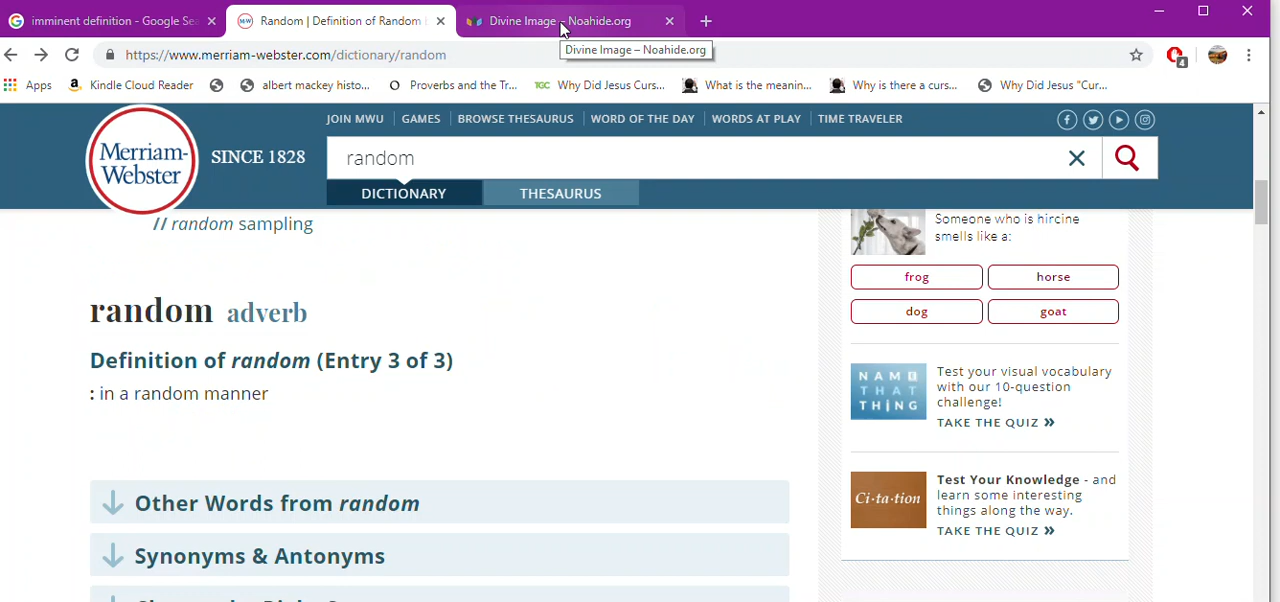 imminent definition - Google Sea
Random | Definition of Random
Divine Image – Noahide.org
https://www.merriam-webster.com/dictionary/random
Divine Image – Noahide.org
4
Apps
Kindle Cloud Reader
albert mackey histo...
Proverbs and the Tr...
TGC Why Did Jesus Curs...
What is the meanin...
Why is there a curs...
Why Did Jesus "Cur...
JOIN MWU
GAMES
BROWSE THESAURUS
WORD OF THE DAY
WORDS AT PLAY
TIME TRAVELER
Merriam-
Webster
SINCE 1828
random
DICTIONARY
THESAURUS
// random sampling
random adverb
Definition of random (Entry 3 of 3)
: in a random manner
Other Words from random
Synonyms & Antonyms
Someone who is hircine
smells like a:
frog
horse
dog
goat
NAME
THAT
THING
Test your visual vocabulary
with our 10-question
challenge!
TAKE THE QUIZ »
Ci·ta·tion
Test Your Knowledge - and
learn some interesting
things along the way.
TAKE THE QUIZ »